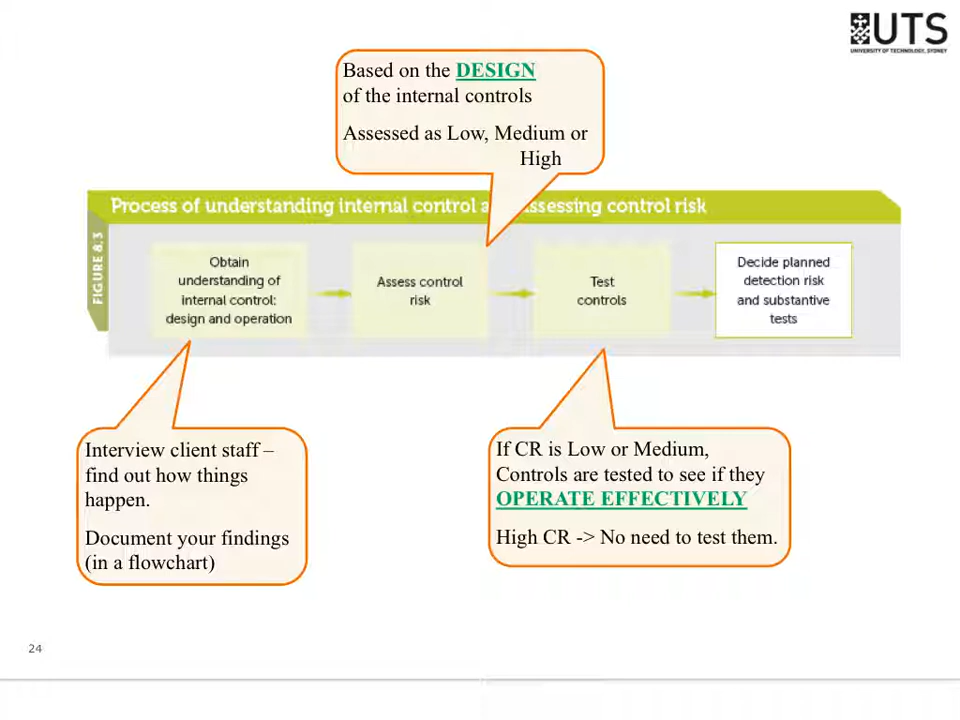 UTS
UNIVERSITY OF TECHNOLOGY, SYDNEY
Based on the DESIGN
of the internal controls
Assessed as Low, Medium or
High
Process of understanding internal control a assessing control risk
FIGURE 8.3
Obtain
understanding of
internal control:
design and operation
Assess control
risk
Test
controls
Decide planned
detection risk
and substantive
tests
Interview client staff –
find out how things
happen.
Document your findings
(in a flowchart)
If CR is Low or Medium,
Controls are tested to see if they
OPERATE EFFECTIVELY
High CR -> No need to test them.
24